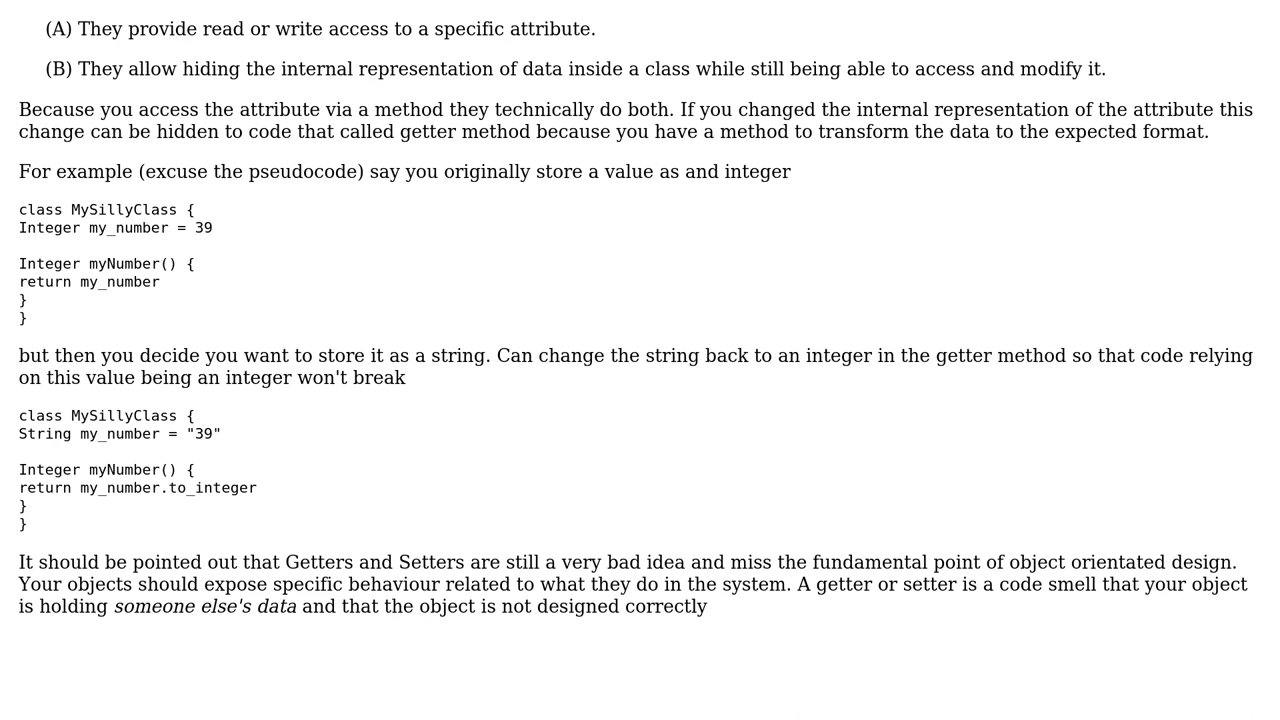 (A) They provide read or write access to a specific attribute.
(B) They allow hiding the internal representation of data inside a class while still being able to access and modify it.
Because you access the attribute via a method they technically do both. If you changed the internal representation of the attribute this
change can be hidden to code that called getter method because you have a method to transform the data to the expected format.
For example (excuse the pseudocode) say you originally store a value as and integer
class MySillyClass {
Integer my_number = 39
Integer myNumber() {
return my_number
}
}
but then you decide you want to store it as a string. Can change the string back to an integer in the getter method so that code relying
on this value being an integer won't break
class MySillyClass {
String my_number = "39"
Integer myNumber() {
return my_number.to_integer
}
}
It should be pointed out that Getters and Setters are still a very bad idea and miss the fundamental point of object orientated design.
Your objects should expose specific behaviour related to what they do in the system. A getter or setter is a code smell that your object
is holding someone else's data and that the object is not designed correctly